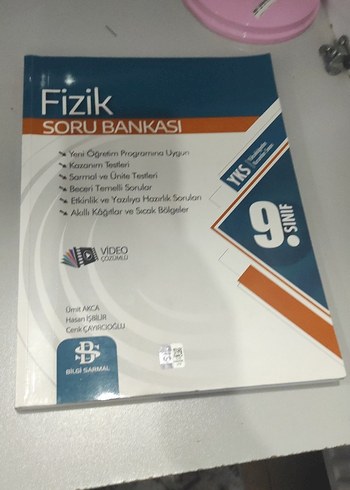 Fizik
SORU BANKASI
Yeni Öğretim Programına Uygun
Kazanım Testleri
Sarmal ve Ünite Testleri
Beceri Temelli Sorular
Etkinlik ve Yazılıya Hazırlık Soruları
Akıllı Kâğıtlar ve Sıcak Bölgeler
YKS
9. SINIF
VİDEO
ÇÖZÜMLÜ
Ümit AKCA
Hasan İŞBİLİR
Cenk ÇAYIRCIOĞLU
BİLGİ SARMAL